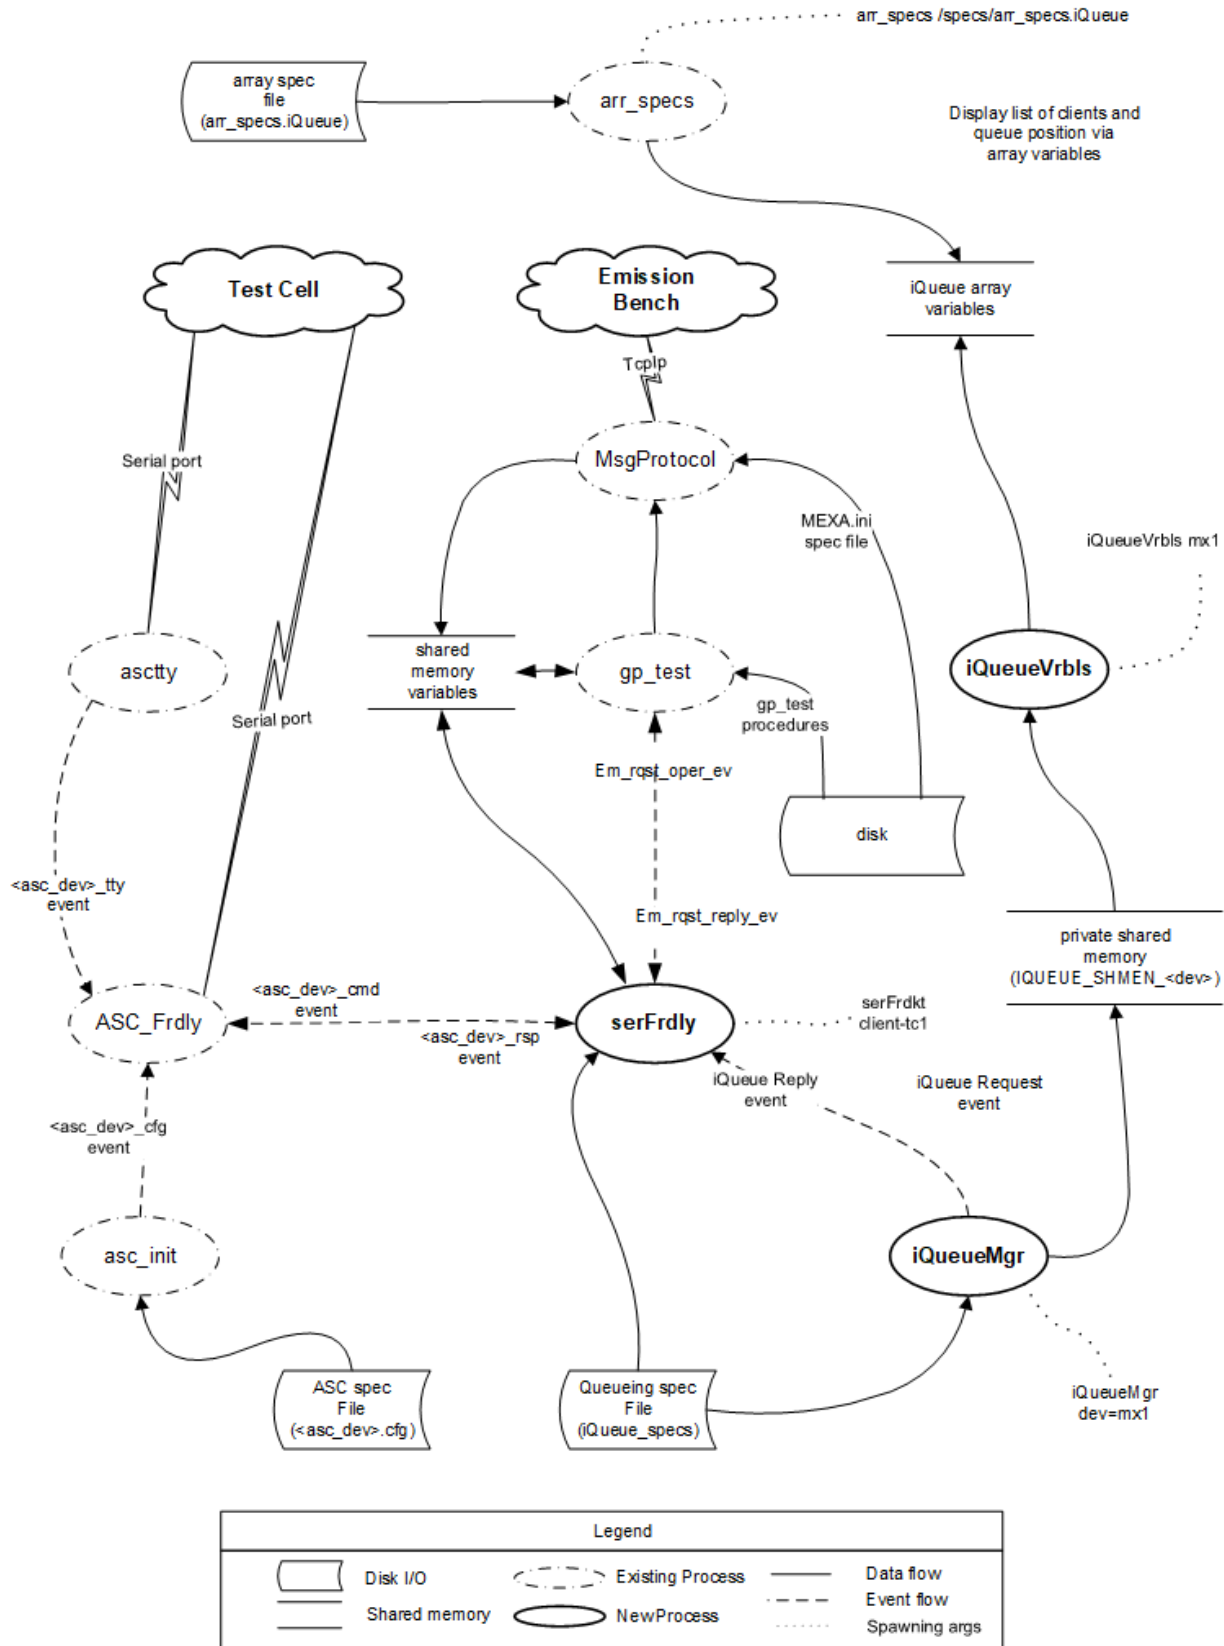 arr_specs /specs/arr_specs.iQueue
array spec
file
(arr_specs.iQueue)
arr_specs
Display list of clients and
queue position via
array variables
Test Cell
Emission
Bench
iQueue array
variables
TcpIp
Serial port
MsgProtocol
MEXA.ini
spec file
iQueueVrbls mx1
asctty
shared
memory
variables
gp_test
iQueueVrbls
Serial port
gp_test
procedures
Em_rqst_oper_ev
disk
<asc_dev>_tty
event
Em_rqst_reply_ev
private shared
memory
(IQUEUE_SHMEN_<dev>)
<asc_dev>_cmd
event
ASC_Frdly
serFrdly
serFrdkt
client-tc1
<asc_dev>_rsp
event
iQueue Reply
event
iQueue Request
event
<asc_dev>_cfg
event
asc_init
iQueueMgr
ASC spec
File
(<asc_dev>.cfg)
Queueing spec
File
(iQueue_specs)
iQueueMgr
dev=mx1
Legend
Disk I/O
Existing Process
Data flow
Event flow
Shared memory
NewProcess
Spawning args